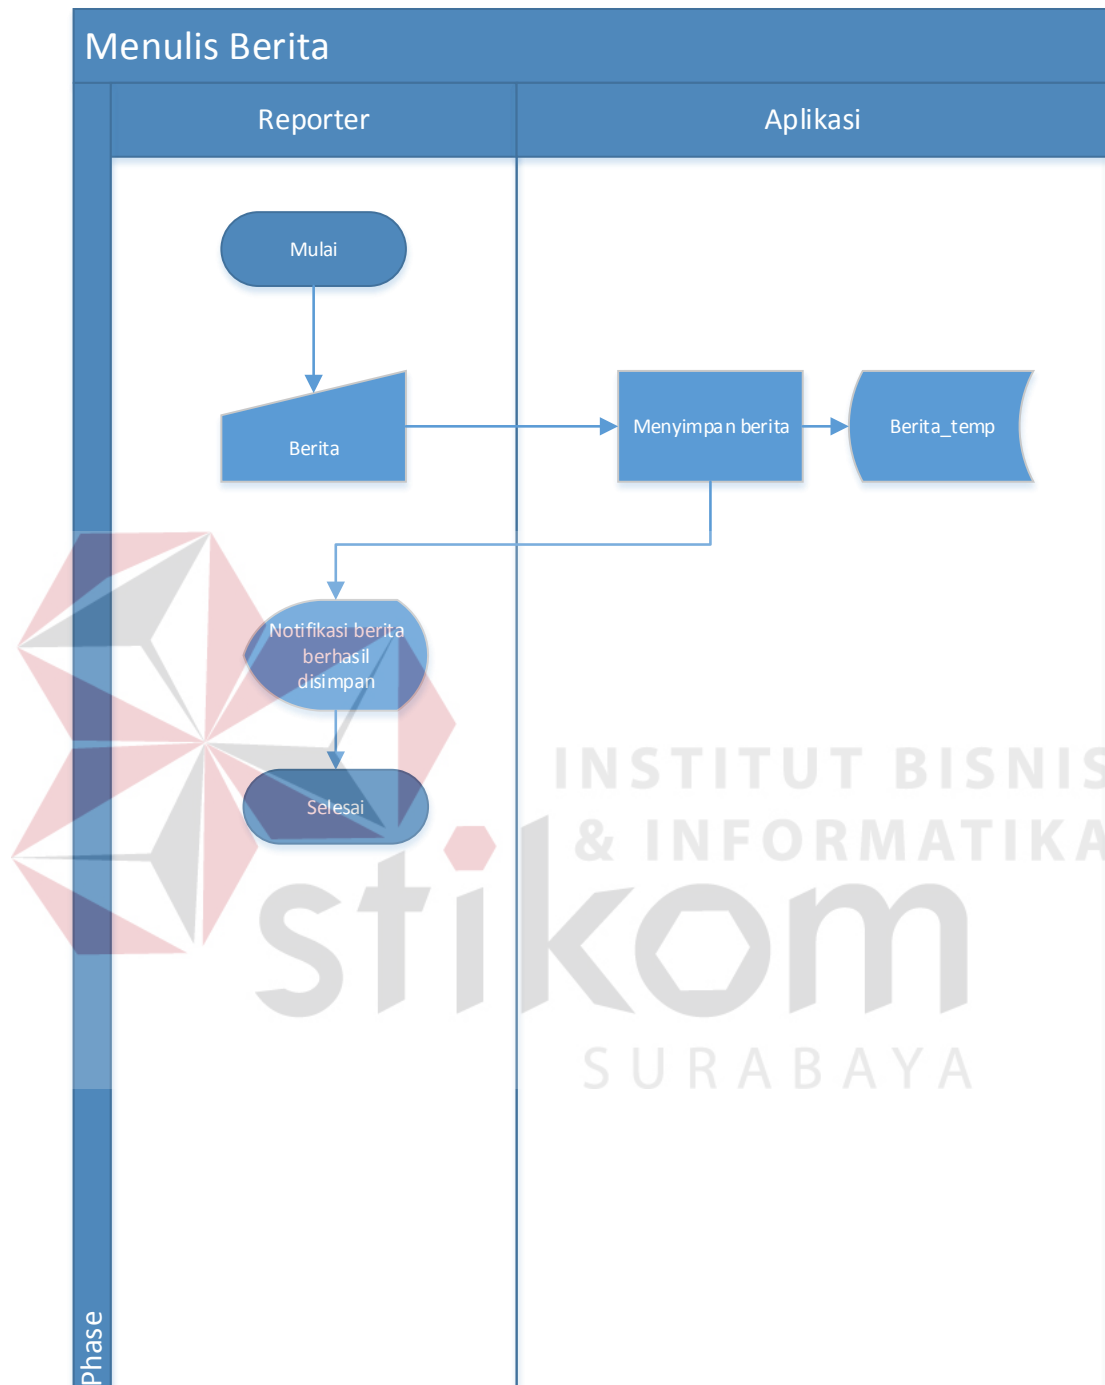 Menulis Berita
Reporter
Aplikasi
Mulai
Berita
Menyimpan berita
Berita_temp
Notifikasi berita
berhasil
disimpan
Selesai
INSTITUT BISNIS
& INFORMATIKA
stikom
SURABAYA
Phase